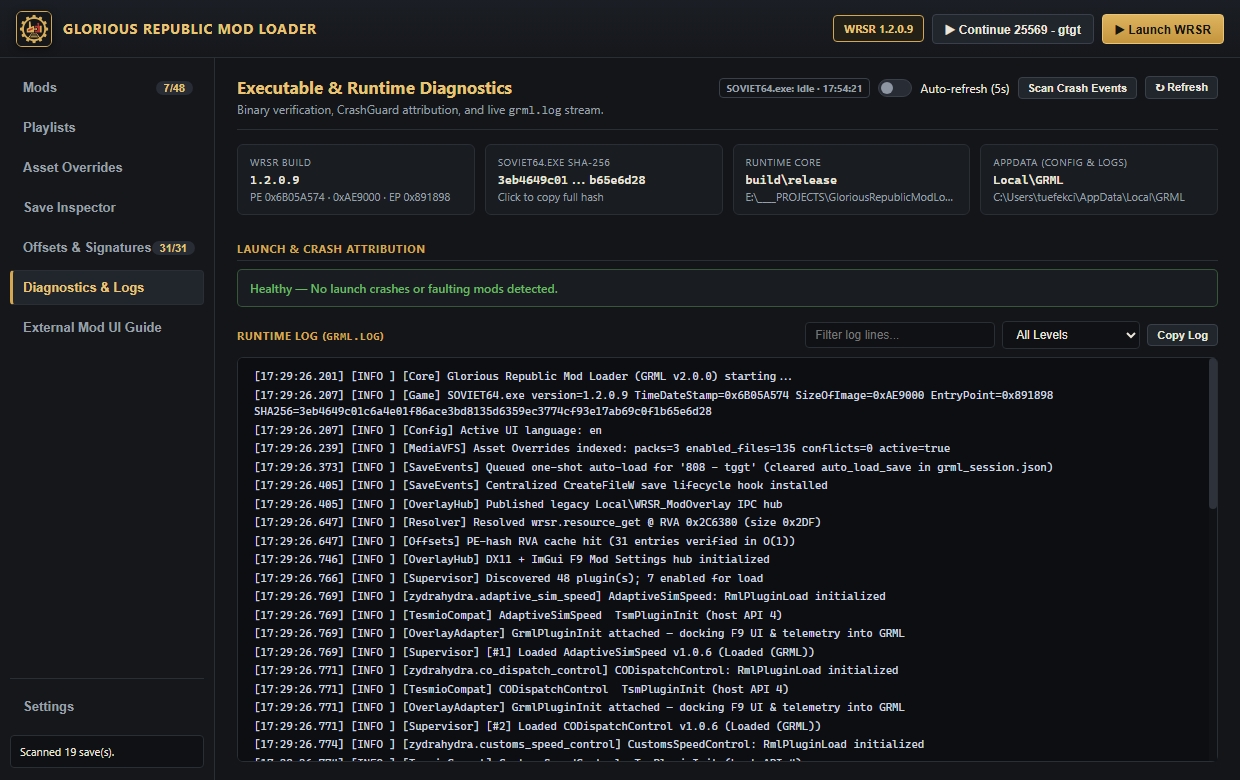 GLORIOUS REPUBLIC MOD LOADER
WRSR 1.2.0.9
▶ Continue 25569 - gtgt
▶ Launch WRSR
Mods 7/48
Playlists
Asset Overrides
Save Inspector
Offsets & Signatures 31/31
Diagnostics & Logs
External Mod UI Guide
Settings
Scanned 19 save(s).
Executable & Runtime Diagnostics
Binary verification, CrashGuard attribution, and live grml.log stream.
SOVIET64.exe: Idle · 17:54:21
Auto-refresh (5s)
Scan Crash Events
↻ Refresh
WRSR BUILD
1.2.0.9
PE 0x6B05A574 · 0xAE9000 · EP 0x891898
SOVIET64.EXE SHA-256
3eb4649c01 ... b65e6d28
Click to copy full hash
RUNTIME CORE
build\release
E:\___PROJECTS\GloriousRepublicModLo...
APPDATA (CONFIG & LOGS)
Local\GRML
C:\Users\tuefekci\AppData\Local\GRML
LAUNCH & CRASH ATTRIBUTION
Healthy — No launch crashes or faulting mods detected.
RUNTIME LOG (GRML.LOG)
Filter log lines...
All Levels
Copy Log
[17:29:26.201] [INFO ] [Core] Glorious Republic Mod Loader (GRML v2.0.0) starting...
[17:29:26.207] [INFO ] [Game] SOVIET64.exe version=1.2.0.9 TimeDateStamp=0x6B05A574 SizeOfImage=0xAE9000 EntryPoint=0x891898
SHA256=3eb4649c01c6a4e01f86ace3bd8135d6359ec3774cf93e17ab69c0f1b65e6d28
[17:29:26.207] [INFO ] [Config] Active UI language: en
[17:29:26.239] [INFO ] [MediaVFS] Asset Overrides indexed: packs=3 enabled_files=135 conflicts=0 active=true
[17:29:26.373] [INFO ] [SaveEvents] Queued one-shot auto-load for '808 - tggt' (cleared auto_load_save in grml_session.json)
[17:29:26.405] [INFO ] [SaveEvents] Centralized CreateFileW save lifecycle hook installed
[17:29:26.405] [INFO ] [OverlayHub] Published legacy Local\WRSR_ModOverlay IPC hub
[17:29:26.647] [INFO ] [Resolver] Resolved wrsr.resource_get @ RVA 0x2C6380 (size 0x2DF)
[17:29:26.647] [INFO ] [Offsets] PE-hash RVA cache hit (31 entries verified in O(1))
[17:29:26.746] [INFO ] [OverlayHub] DX11 + ImGui F9 Mod Settings hub initialized
[17:29:26.766] [INFO ] [Supervisor] Discovered 48 plugin(s); 7 enabled for load
[17:29:26.769] [INFO ] [zydrahydra.adaptive_sim_speed] AdaptiveSimSpeed: RmlPluginLoad initialized
[17:29:26.769] [INFO ] [TesmioCompat] AdaptiveSimSpeed  TsmPluginInit (host API 4)
[17:29:26.769] [INFO ] [OverlayAdapter] GrmlPluginInit attached — docking F9 UI & telemetry into GRML
[17:29:26.769] [INFO ] [Supervisor] [#1] Loaded AdaptiveSimSpeed v1.0.6 (Loaded (GRML))
[17:29:26.771] [INFO ] [zydrahydra.co_dispatch_control] CODispatchControl: RmlPluginLoad initialized
[17:29:26.771] [INFO ] [TesmioCompat] CODispatchControl  TsmPluginInit (host API 4)
[17:29:26.771] [INFO ] [OverlayAdapter] GrmlPluginInit attached — docking F9 UI & telemetry into GRML
[17:29:26.771] [INFO ] [Supervisor] [#2] Loaded CODispatchControl v1.0.6 (Loaded (GRML))
[17:29:26.774] [INFO ] [zydrahydra.customs_speed_control] CustomsSpeedControl: RmlPluginLoad initialized